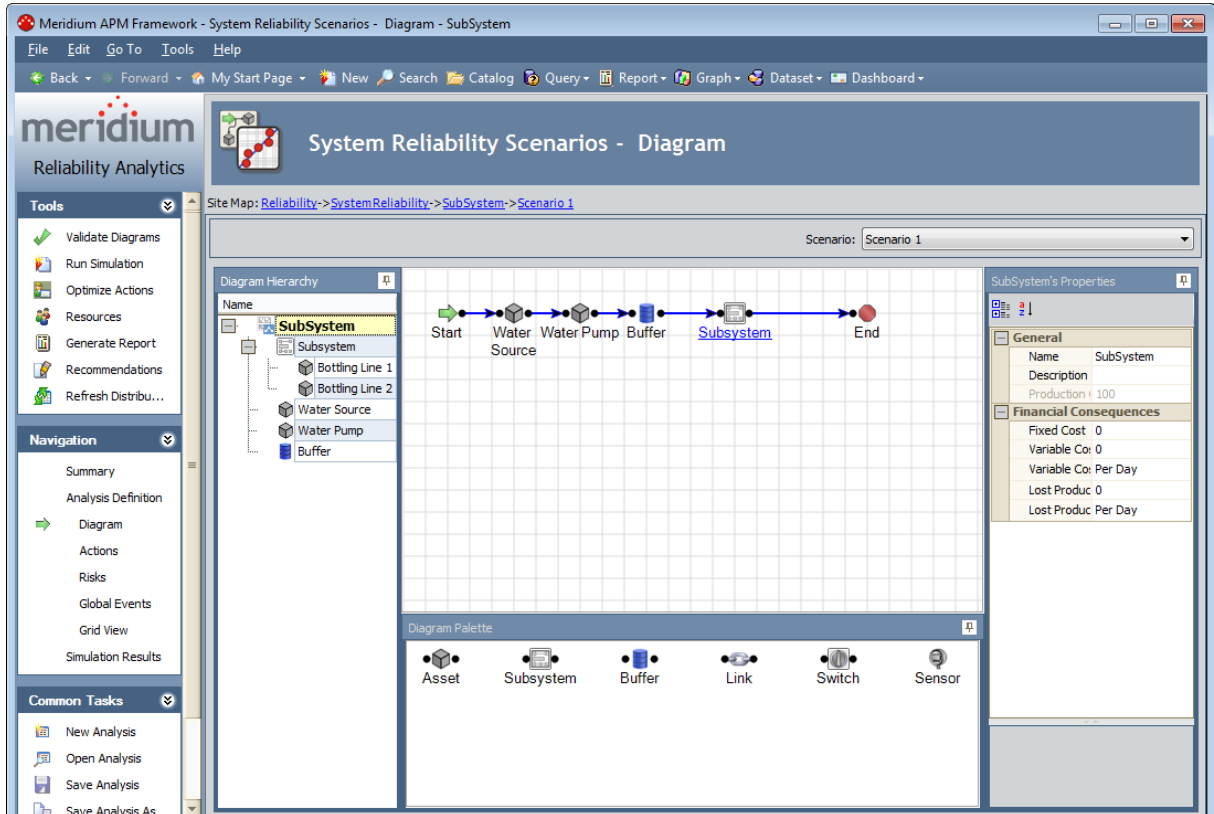 Meridium APM Framework - System Reliability Scenarios - Diagram - SubSystem
File Edit Go To Tools Help
Back Forward My Start Page New Search Catalog Query Report Graph Dataset Dashboard
meridium
Reliability Analytics
System Reliability Scenarios - Diagram
Site Map: Reliability->System Reliability->SubSystem->Scenario 1
Scenario: Scenario 1
Tools
Validate Diagrams
Run Simulation
Optimize Actions
Resources
Generate Report
Recommendations
Refresh Distribu...
Navigation
Summary
Analysis Definition
Diagram
Actions
Risks
Global Events
Grid View
Simulation Results
Common Tasks
New Analysis
Open Analysis
Save Analysis
Save Analysis As
Diagram Hierarchy
Name
SubSystem
Subsystem
Bottling Line 1
Bottling Line 2
Water Source
Water Pump
Buffer
Start
Water
Source
Water Pump
Buffer
Subsystem
End
Diagram Palette
Asset
Subsystem
Buffer
Link
Switch
Sensor
SubSystem's Properties
General
Name SubSystem
Description
Production 100
Financial Consequences
Fixed Cost 0
Variable Co 0
Variable Co Per Day
Lost Produc 0
Lost Produc Per Day